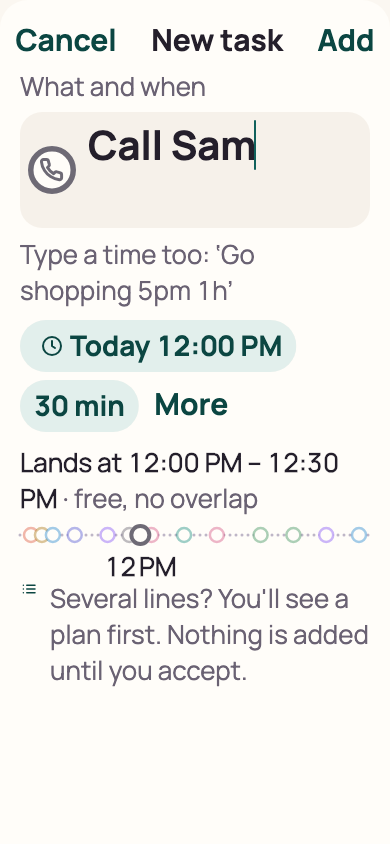 Cancel New task Add
What and when
Call Sam
Type a time too: ‘Go
shopping 5pm 1h’
Today 12:00 PM
30 min More
Lands at 12:00 PM – 12:30
PM · free, no overlap
12 PM
Several lines? You'll see a
plan first. Nothing is added
until you accept.